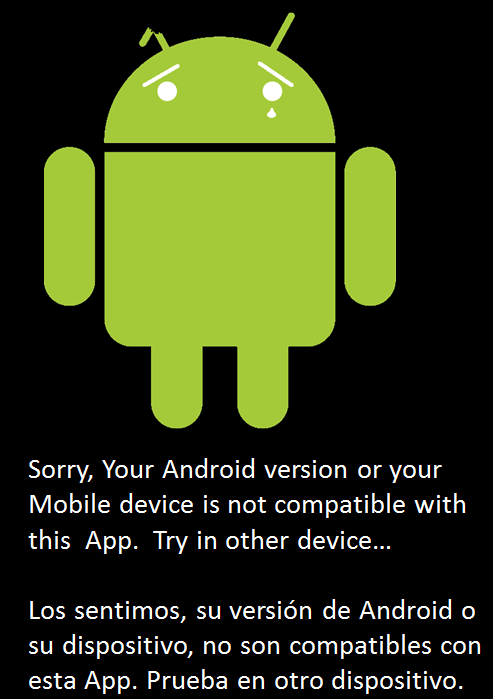 Sorry, Your Android version or your
Mobile device is not compatible with
this  App.  Try in other device...
Los sentimos, su versión de Android o
su dispositivo, no son compatibles con
esta App. Prueba en otro dispositivo.